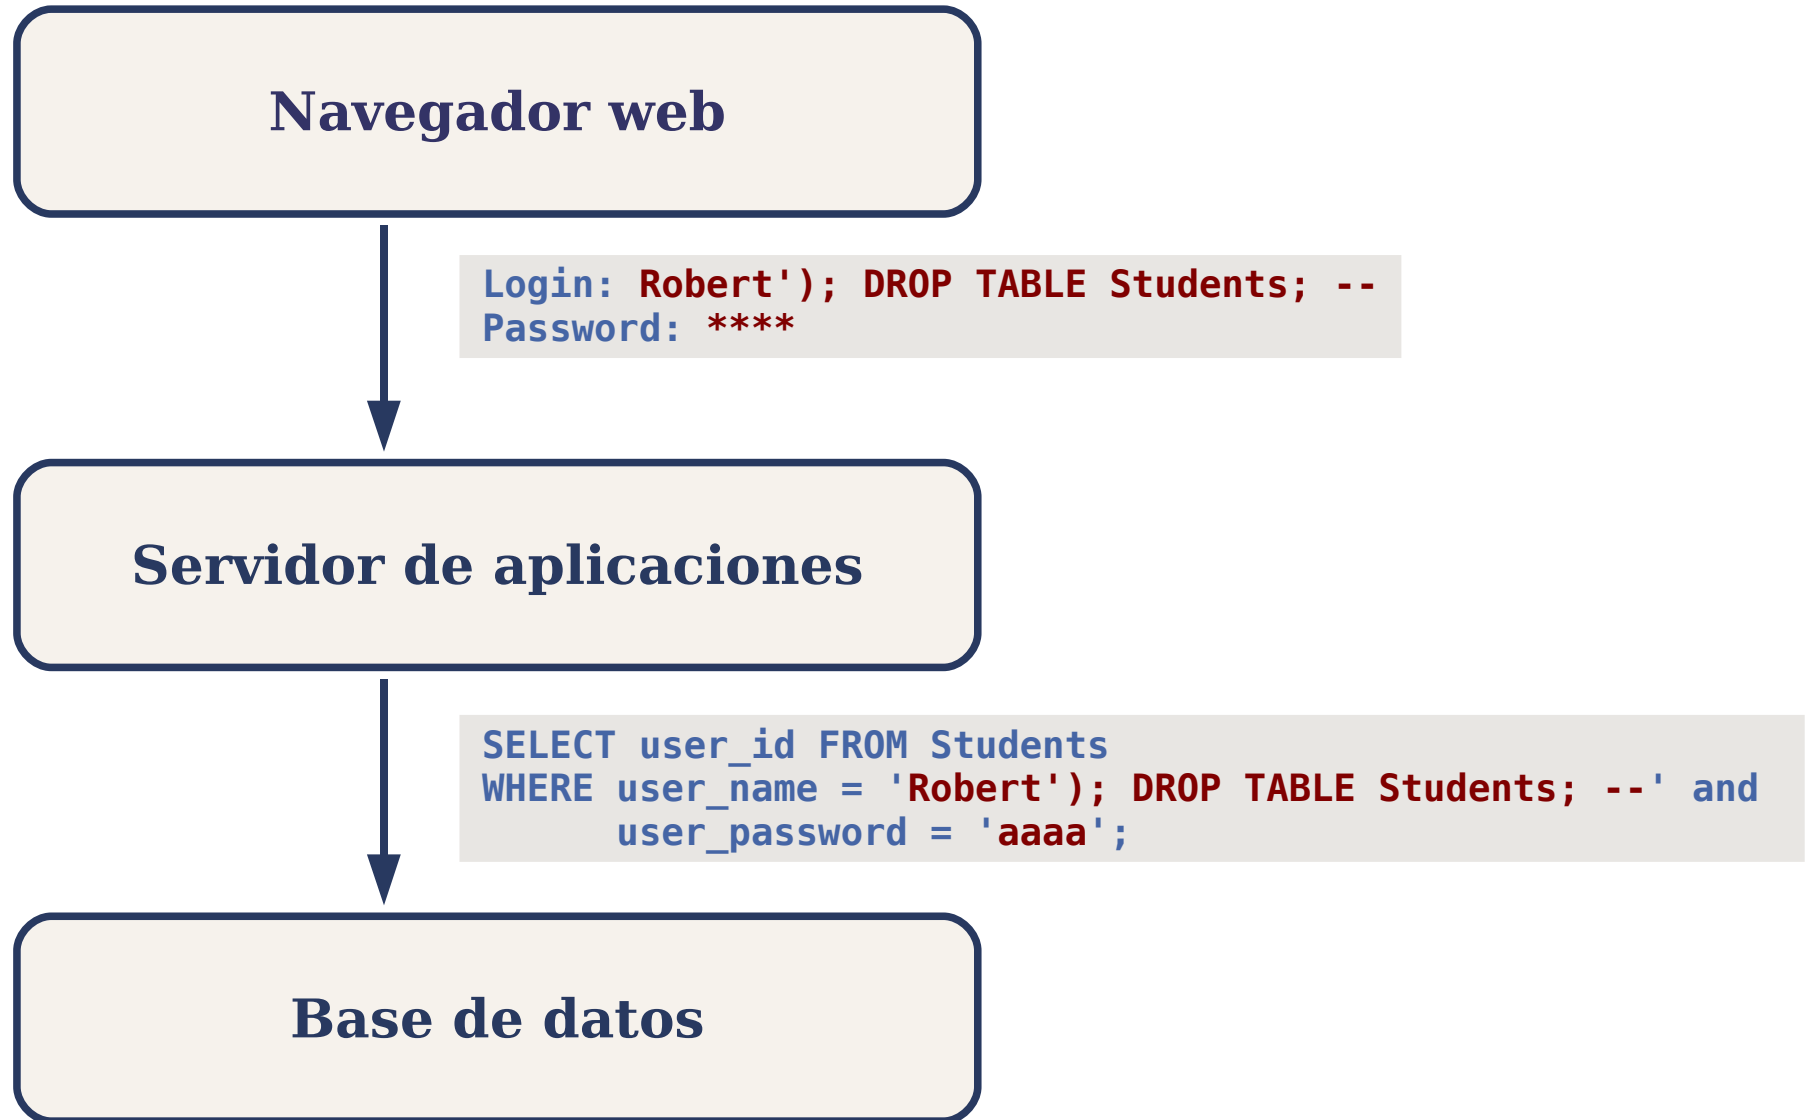 Navegador web
Login: Robert'); DROP TABLE Students; --
Password: ****
Servidor de aplicaciones
SELECT user_id FROM Students
WHERE user_name = 'Robert'); DROP TABLE Students; --' and
user_password = 'aaaa';
Base de datos